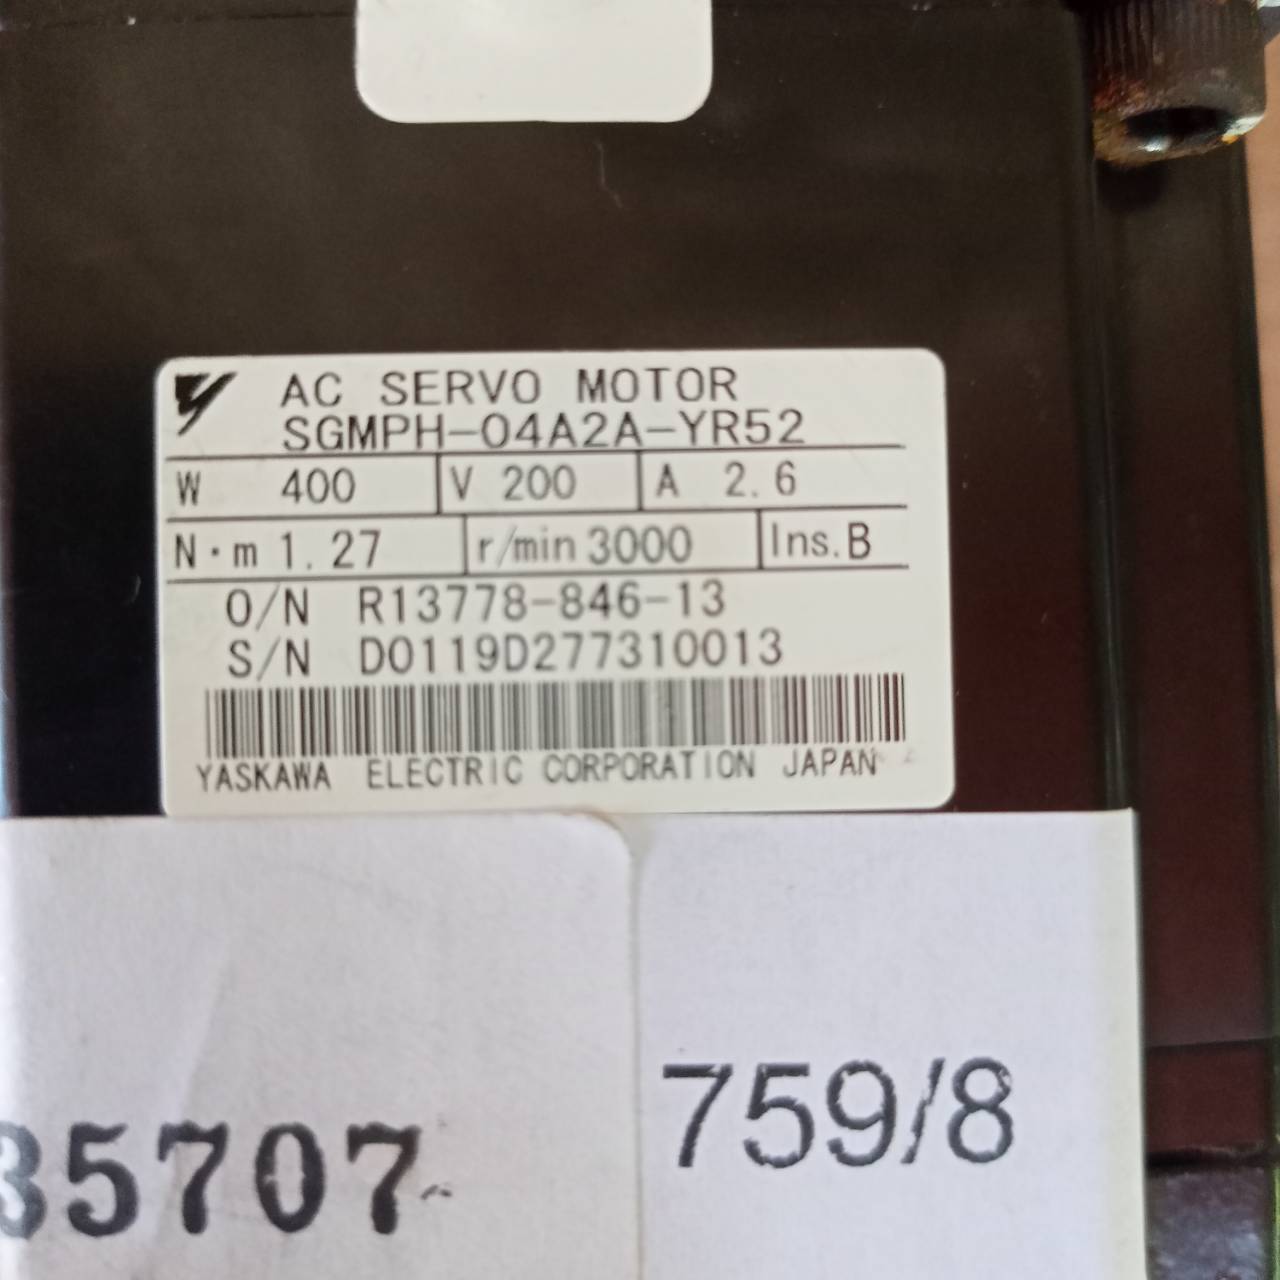 AC SERVO MOTOR
SGMPH-04A2A-YR52
W 400 V 200 A 2.6
N·m 1.27 r/min 3000 Ins.B
O/N R13778-846-13
S/N D0119D277310013
YASKAWA ELECTRIC CORPORATION JAPAN
759/8
35707